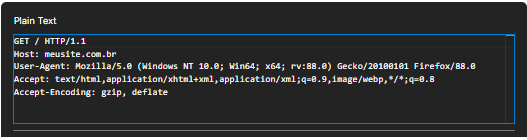 Plain Text
GET / HTTP/1.1
Host: meusite.com.br
User-Agent: Mozilla/5.0 (Windows NT 10.0; Win64; x64; rv:88.0) Gecko/20100101 Firefox/88.0
Accept: text/html,application/xhtml+xml,application/xml;q=0.9,image/webp,*/*;q=0.8
Accept-Encoding: gzip, deflate